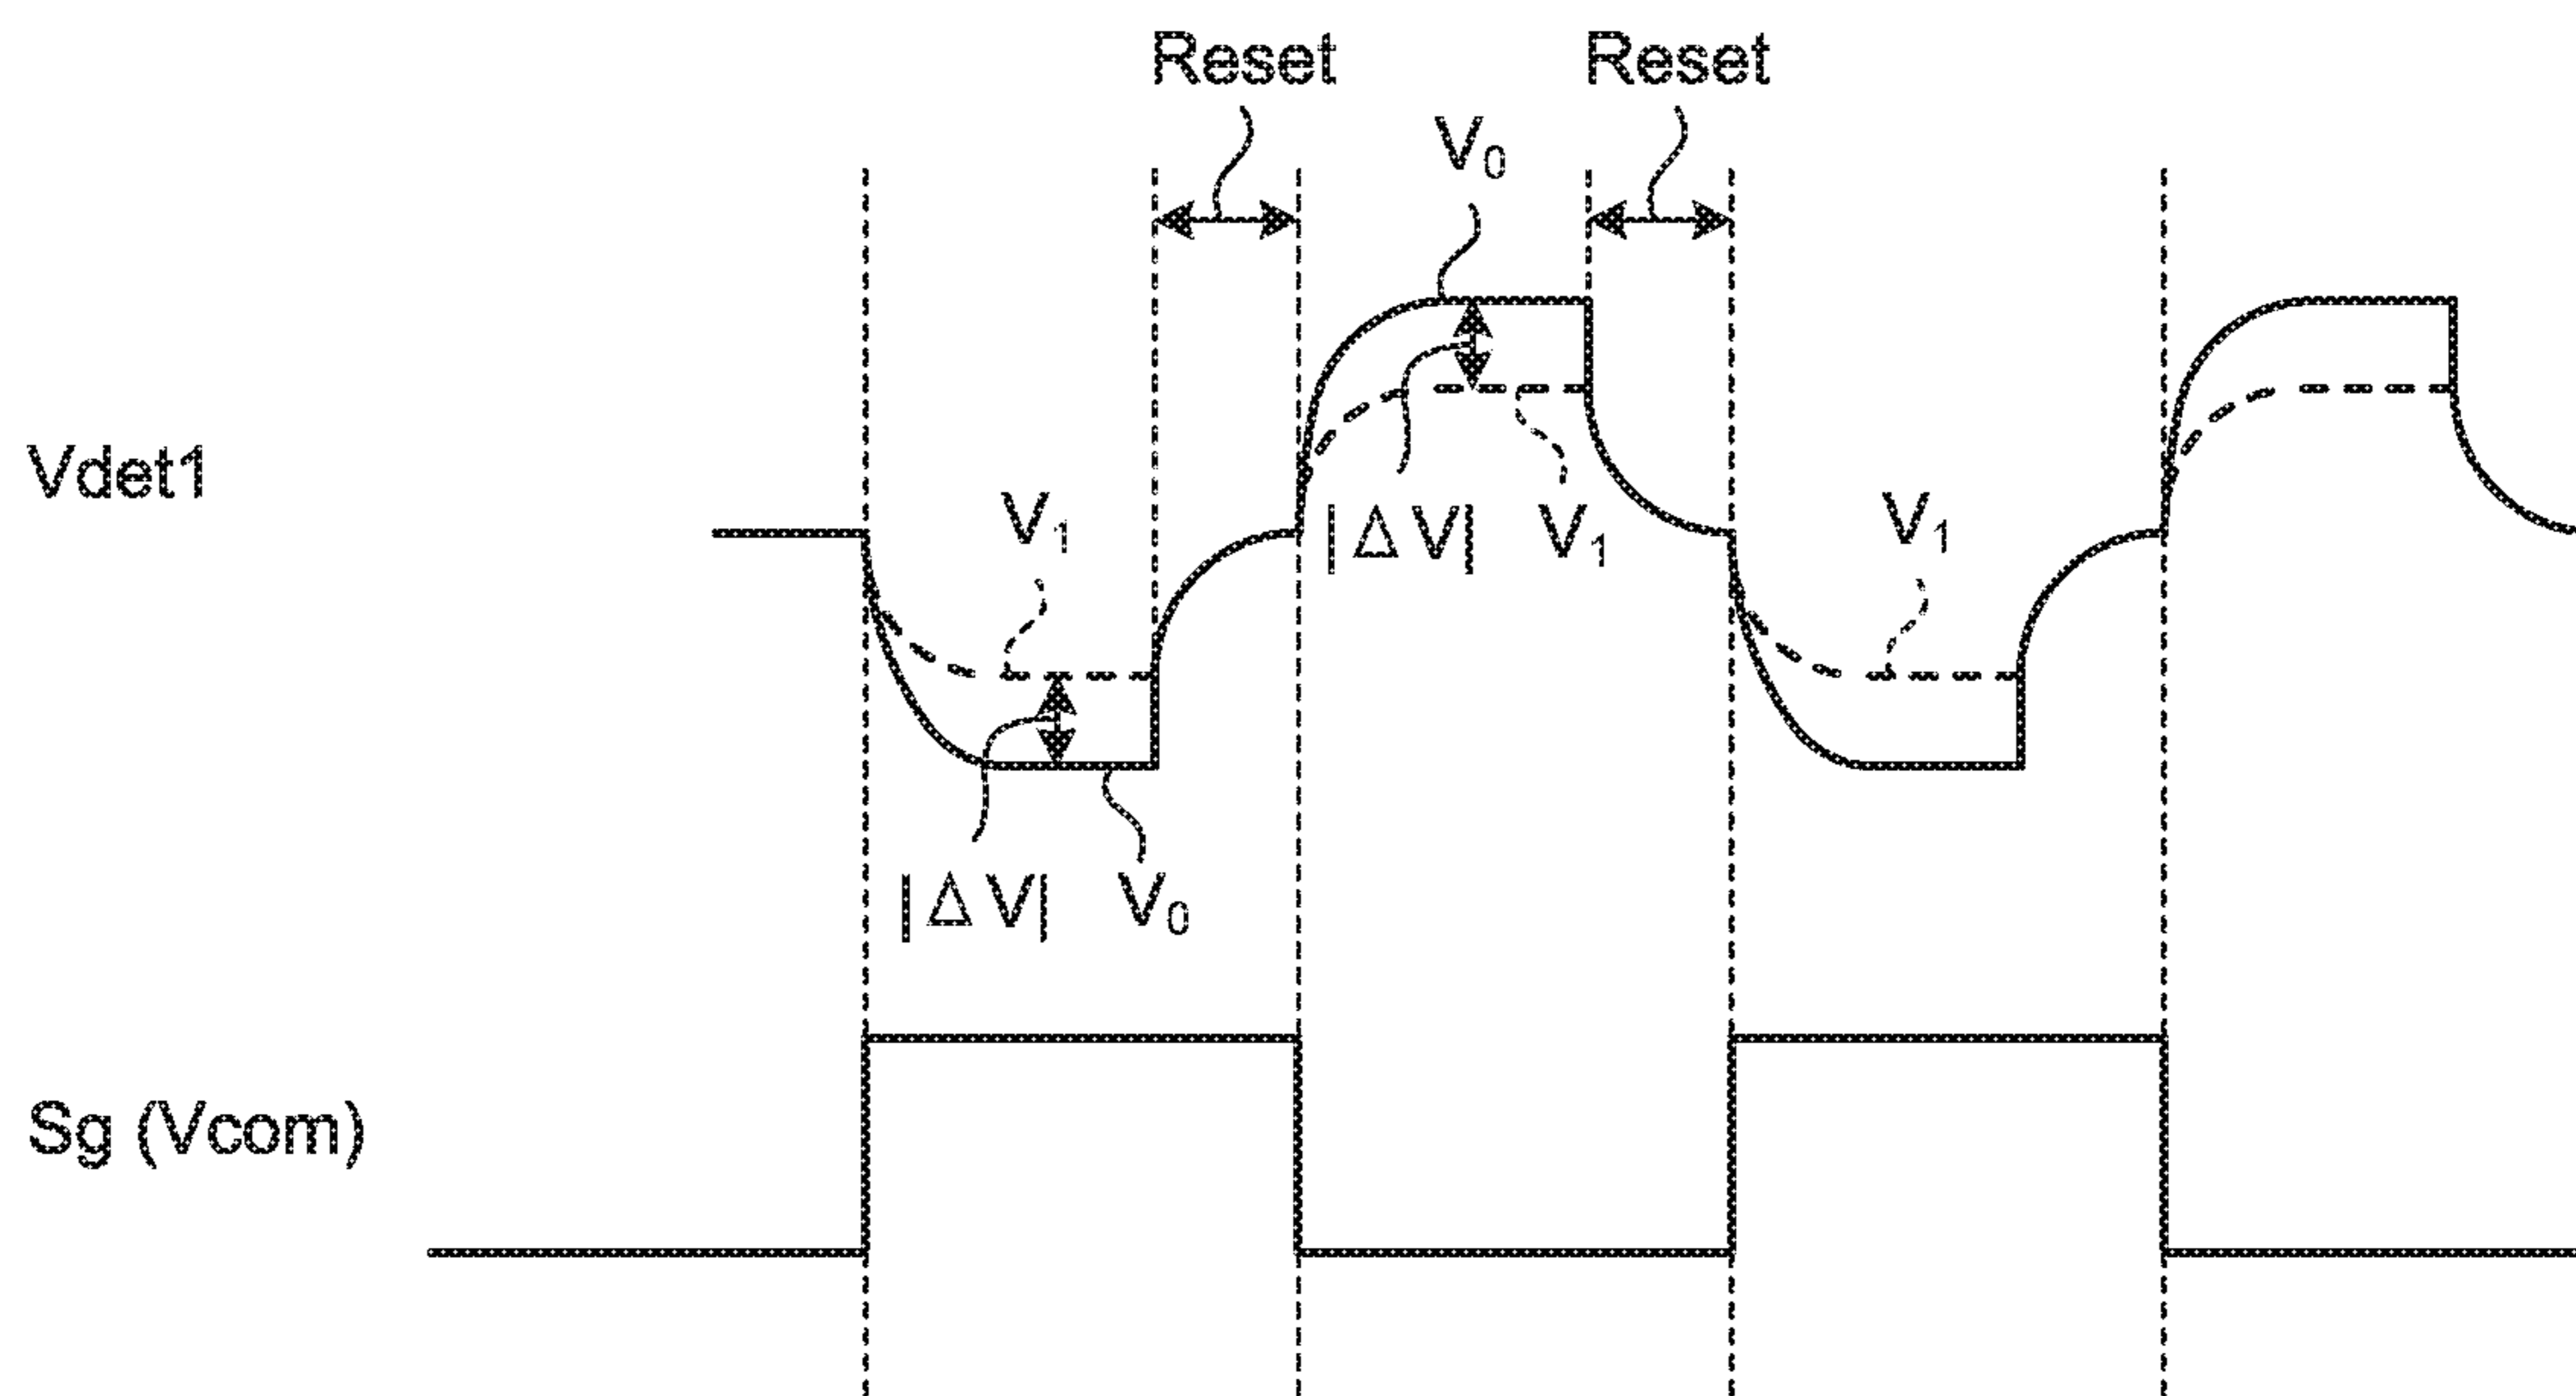 Reset Reset
V₀
Vdet1
V₁ |ΔV| V₁ V₁
|ΔV| V₀
Sg (Vcom)